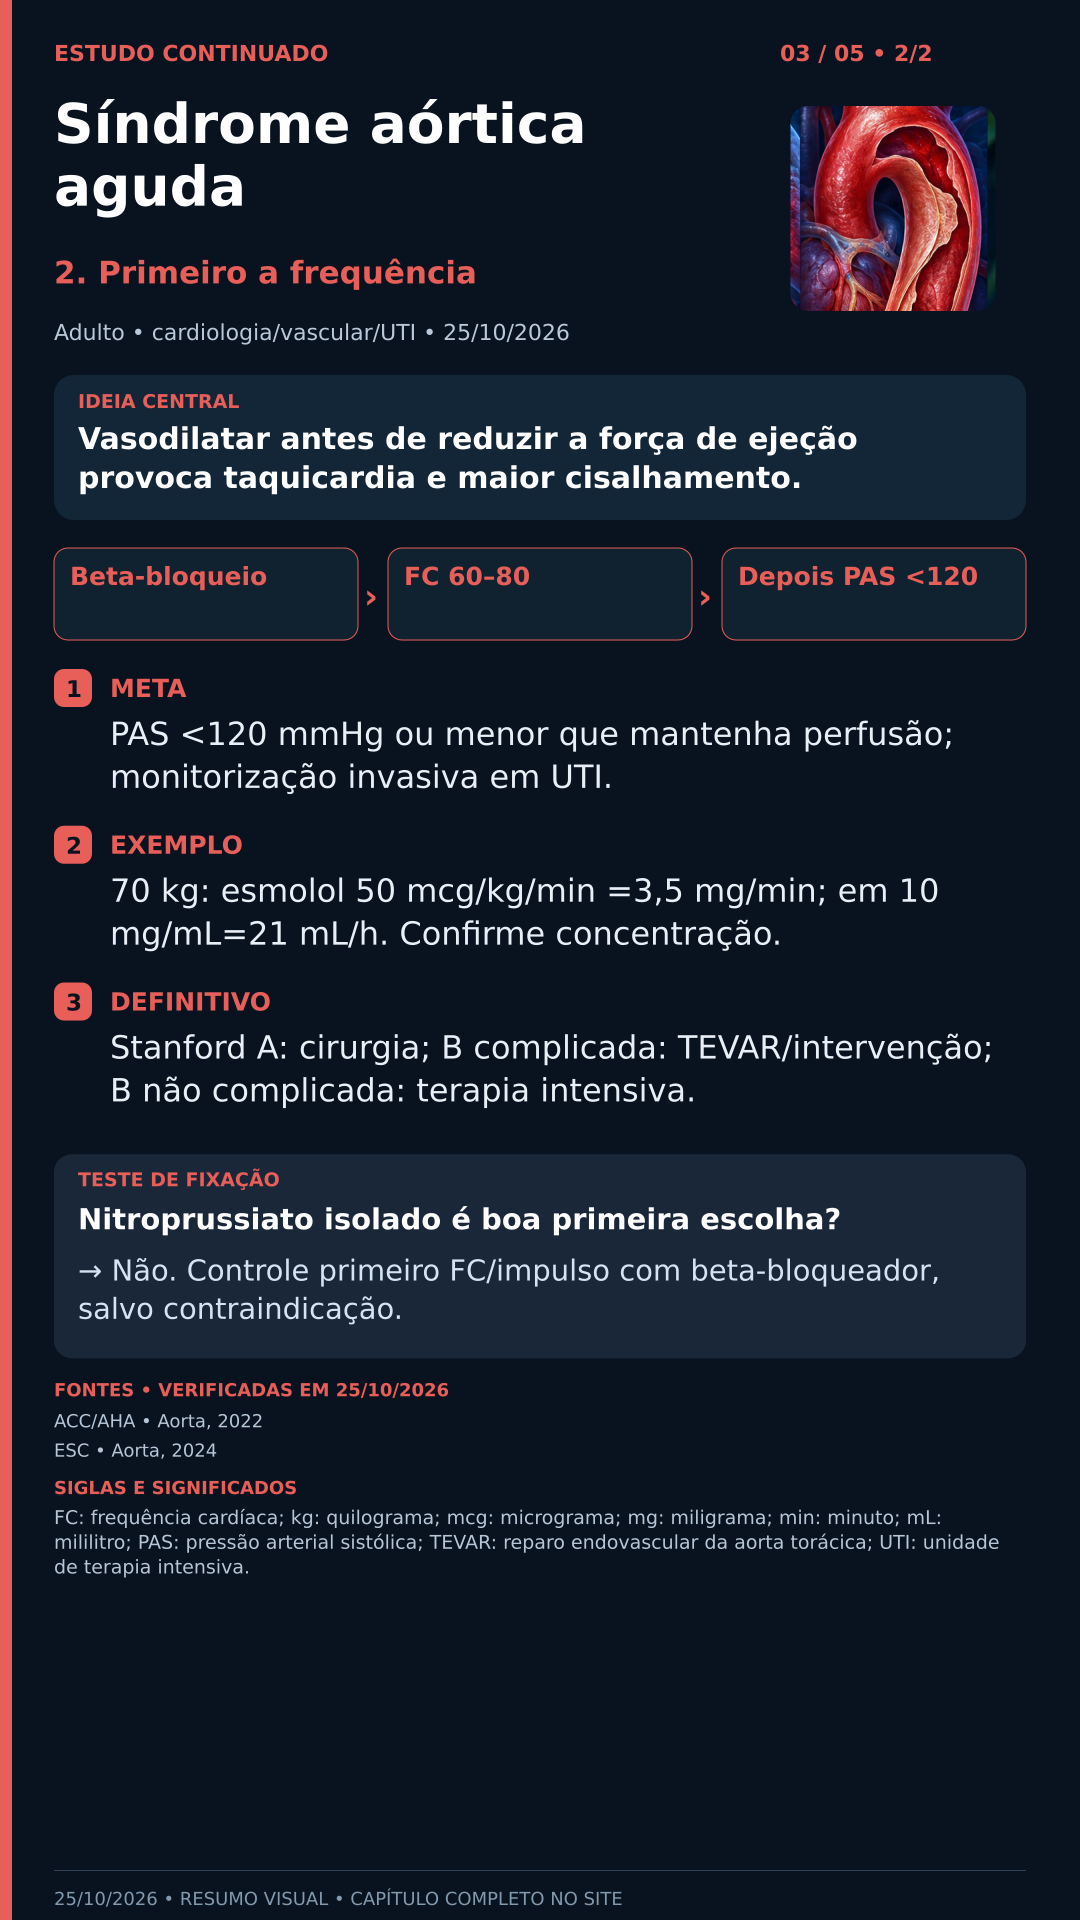 ESTUDO CONTINUADO
03 / 05 • 2/2
Síndrome aórtica
aguda
2. Primeiro a frequência
Adulto • cardiologia/vascular/UTI • 25/10/2026
IDEIA CENTRAL
Vasodilatar antes de reduzir a força de ejeção
provoca taquicardia e maior cisalhamento.
Beta-bloqueio
›
FC 60–80
›
Depois PAS <120
1 META
PAS <120 mmHg ou menor que mantenha perfusão;
monitorização invasiva em UTI.
2 EXEMPLO
70 kg: esmolol 50 mcg/kg/min =3,5 mg/min; em 10
mg/mL=21 mL/h. Confirme concentração.
3 DEFINITIVO
Stanford A: cirurgia; B complicada: TEVAR/intervenção;
B não complicada: terapia intensiva.
TESTE DE FIXAÇÃO
Nitroprussiato isolado é boa primeira escolha?
→ Não. Controle primeiro FC/impulso com beta-bloqueador,
salvo contraindicação.
FONTES • VERIFICADAS EM 25/10/2026
ACC/AHA • Aorta, 2022
ESC • Aorta, 2024
SIGLAS E SIGNIFICADOS
FC: frequência cardíaca; kg: quilograma; mcg: micrograma; mg: miligrama; min: minuto; mL:
mililitro; PAS: pressão arterial sistólica; TEVAR: reparo endovascular da aorta torácica; UTI: unidade
de terapia intensiva.
25/10/2026 • RESUMO VISUAL • CAPÍTULO COMPLETO NO SITE